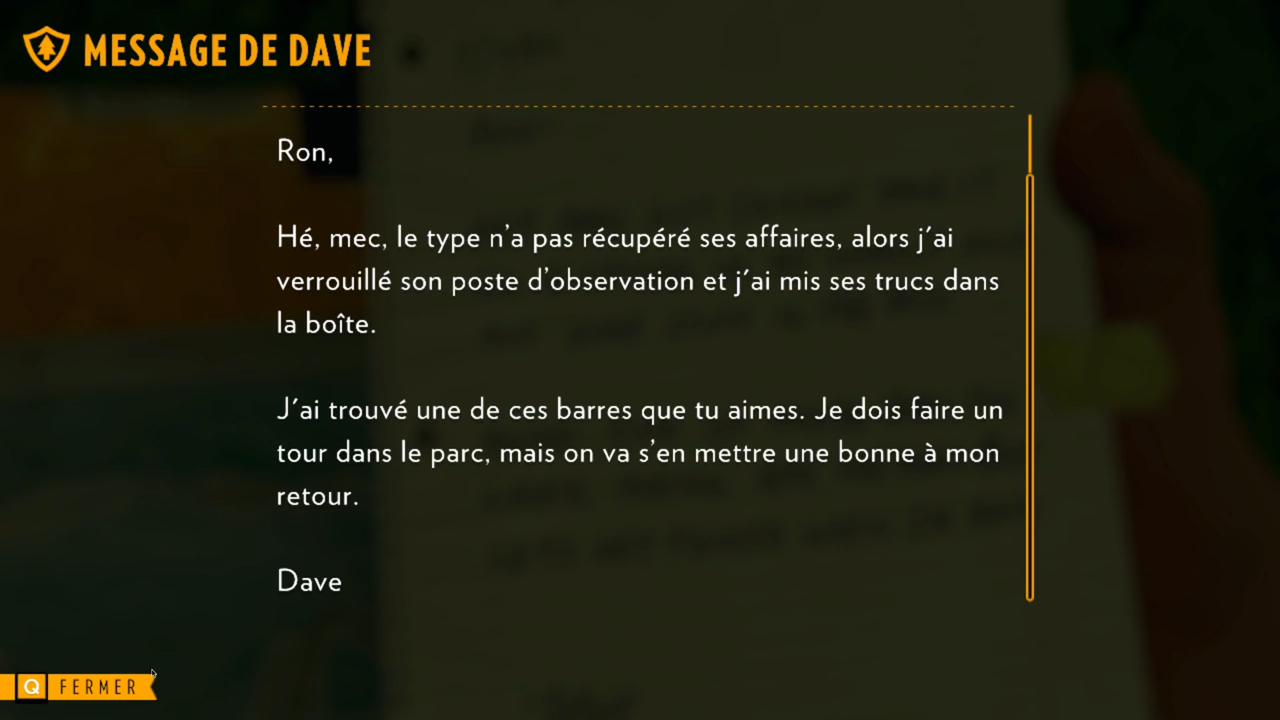 MESSAGE DE DAVE
Ron,
Hé, mec, le type n'a pas récupéré ses affaires, alors j'ai
verrouillé son poste d'observation et j'ai mis ses trucs dans
la boîte.
J'ai trouvé une de ces barres que tu aimes. Je dois faire un
tour dans le parc, mais on va s'en mettre une bonne à mon
retour.
Dave
Q FERMER